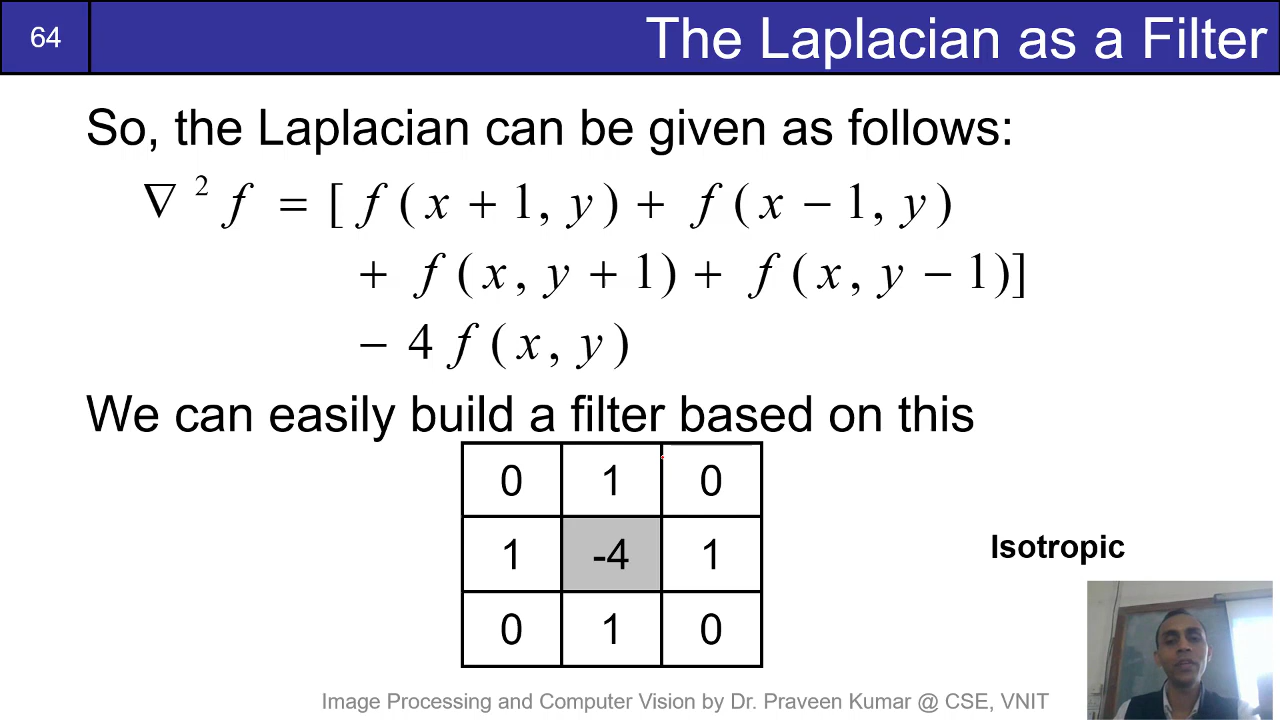 64
The Laplacian as a Filter
So, the Laplacian can be given as follows:
∇ ² f = [ f ( x + 1, y ) + f ( x − 1, y )
+ f ( x, y + 1) + f ( x, y − 1)]
− 4 f ( x, y )
We can easily build a filter based on this
0 1 0
1 -4 1
0 1 0
Isotropic
Image Processing and Computer Vision by Dr. Praveen Kumar @ CSE, VNIT